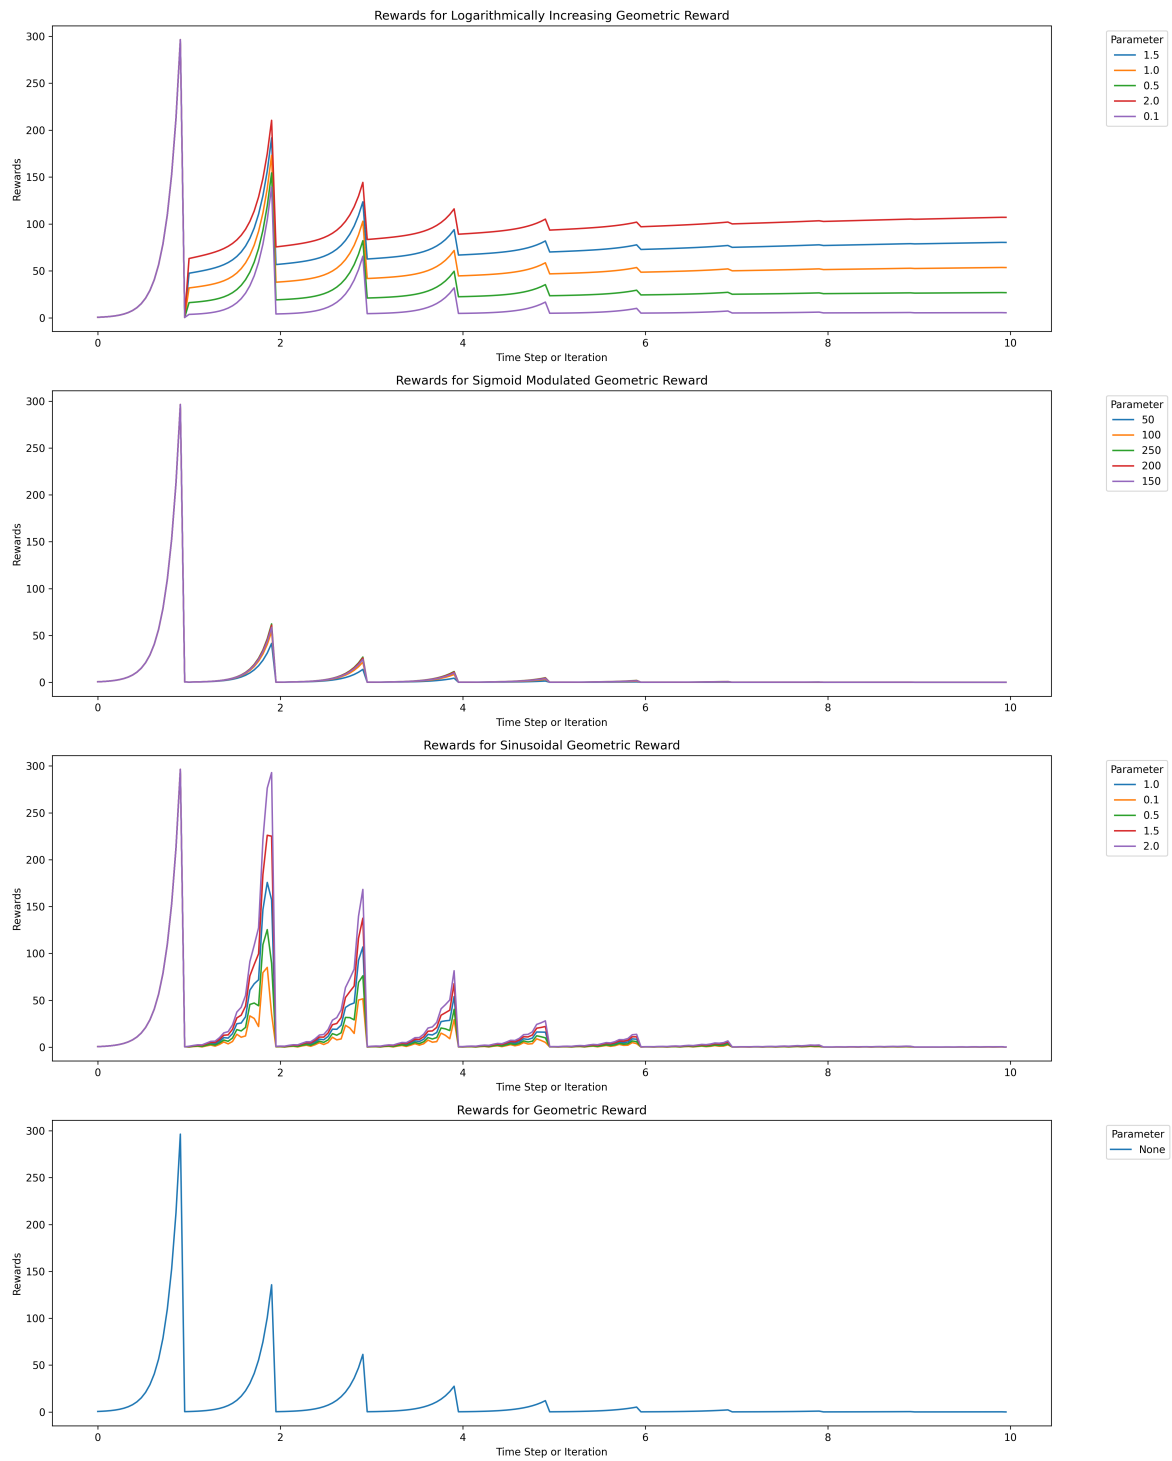 Rewards for Logarithmically Increasing Geometric Reward
300
250
200
150
100
50
0
Rewards
0 2 4 6 8 10
Time Step or Iteration
Parameter
1.5
1.0
0.5
2.0
0.1
Rewards for Sigmoid Modulated Geometric Reward
300
250
200
150
100
50
0
Rewards
0 2 4 6 8 10
Time Step or Iteration
Parameter
50
100
250
200
150
Rewards for Sinusoidal Geometric Reward
300
250
200
150
100
50
0
Rewards
0 2 4 6 8 10
Time Step or Iteration
Parameter
1.0
0.1
0.5
1.5
2.0
Rewards for Geometric Reward
300
250
200
150
100
50
0
Rewards
0 2 4 6 8 10
Time Step or Iteration
Parameter
None